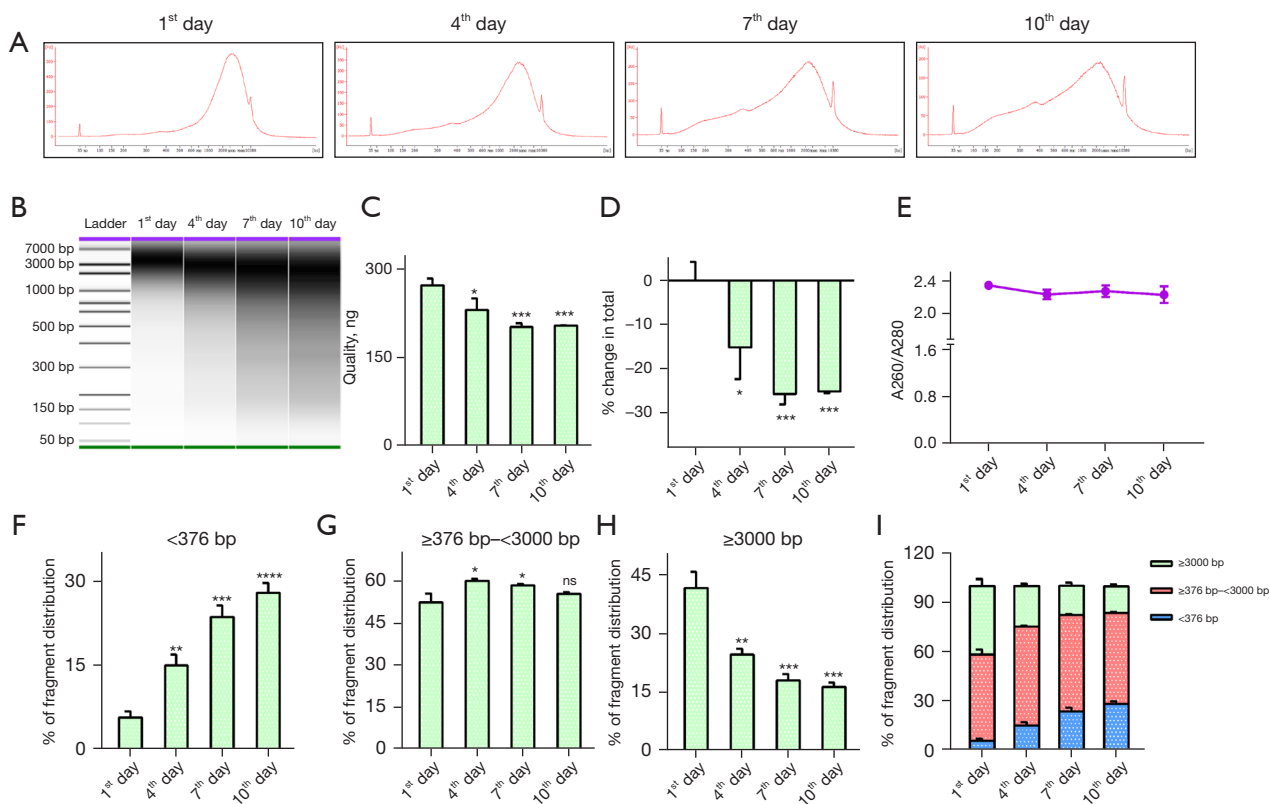 A
1st day
4th day
7th day
10th day
B
Ladder
1st day
4th day
7th day
10th day
7000 bp
3000 bp
1000 bp
500 bp
300 bp
150 bp
50 bp
C
Quality, ng
300
150
0
1st day
4th day
7th day
10th day
*
***
***
D
% change in total
0
−10
−20
−30
1st day
4th day
7th day
10th day
*
***
***
E
A260/A280
2.4
2.0
1.6
0.8
0.0
1st day
4th day
7th day
10th day
F
<376 bp
% of fragment distribution
30
15
0
**
***
****
1st day
4th day
7th day
10th day
G
≥376 bp–<3000 bp
% of fragment distribution
60
45
30
15
0
*
*
ns
1st day
4th day
7th day
10th day
H
≥3000 bp
% of fragment distribution
45
30
15
0
**
***
***
1st day
4th day
7th day
10th day
I
% of fragment distribution
120
90
60
30
0
1st day
4th day
7th day
10th day
≥3000 bp
≥376 bp–<3000 bp
<376 bp